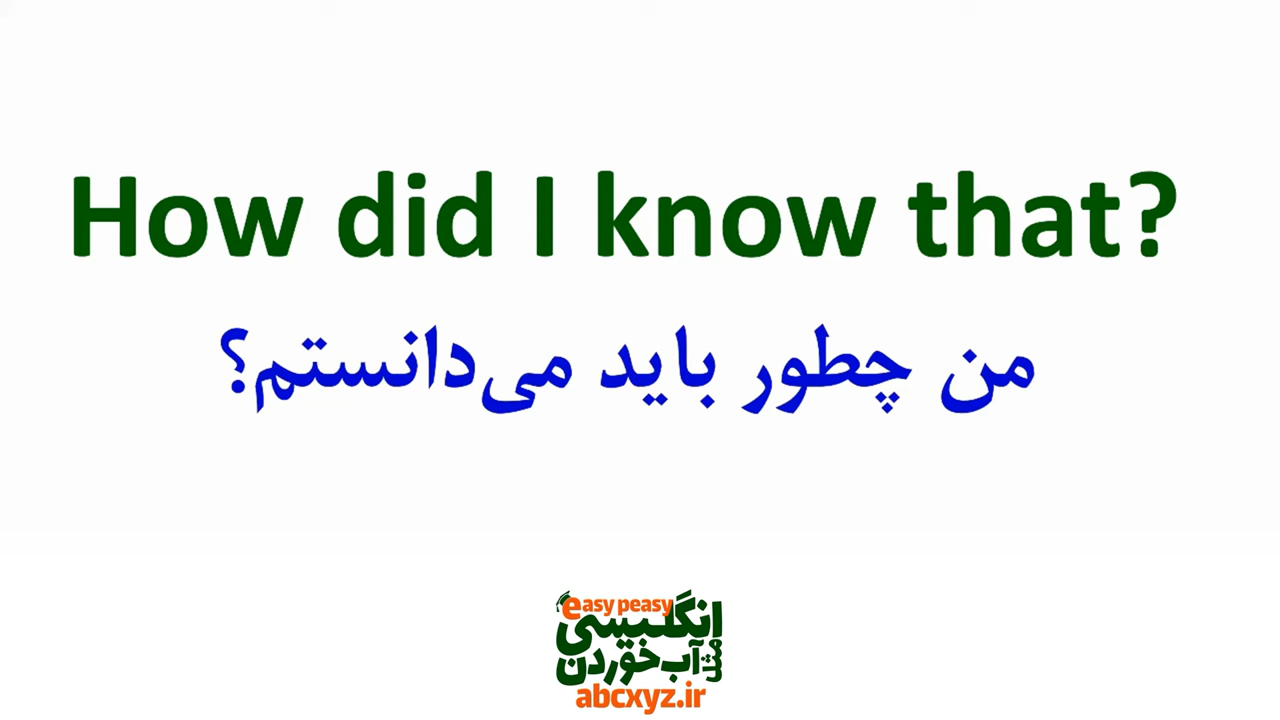 How did I know that?
من چطور باید می‌دانستم؟
easy peasy
انگلیسی
مثل آب خوردن
abcxyz.ir